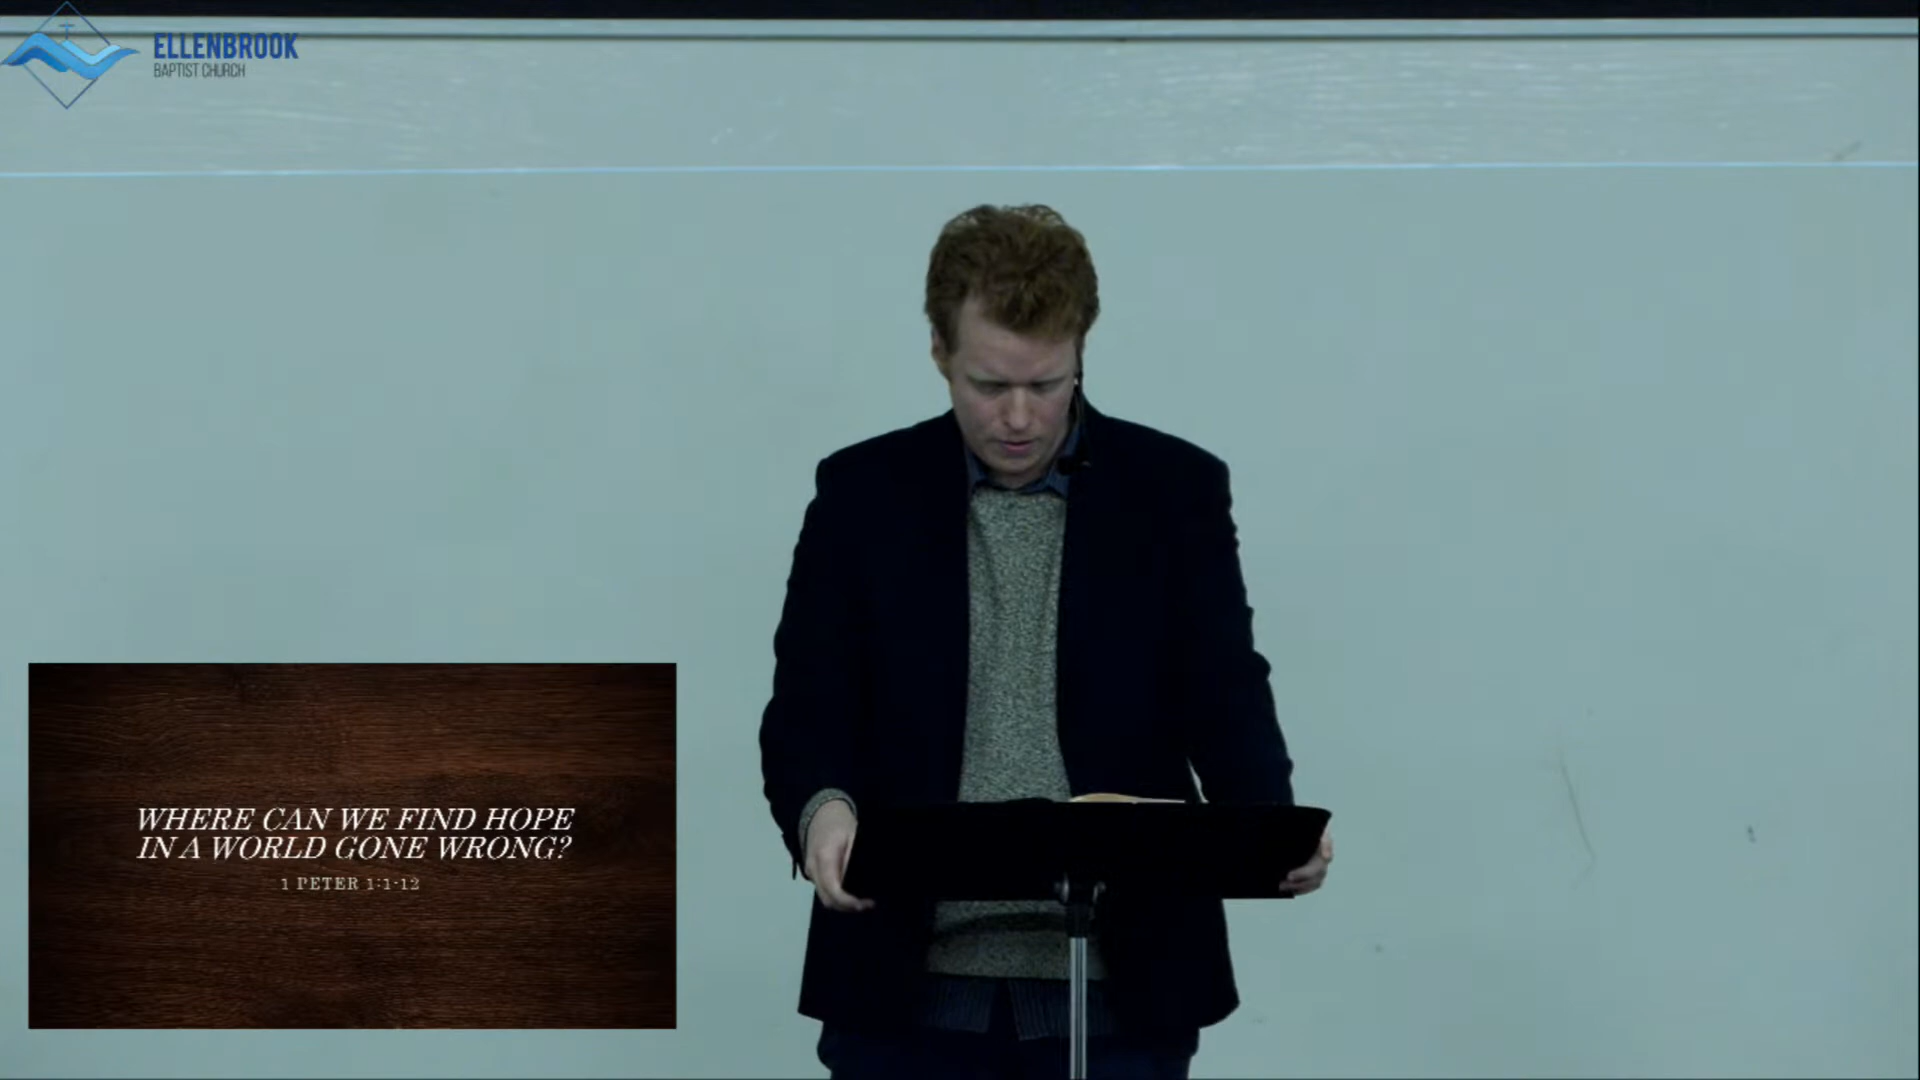 ELLENBROOK
BAPTIST CHURCH
WHERE CAN WE FIND HOPE
IN A WORLD GONE WRONG?
1 PETER 1:1-12